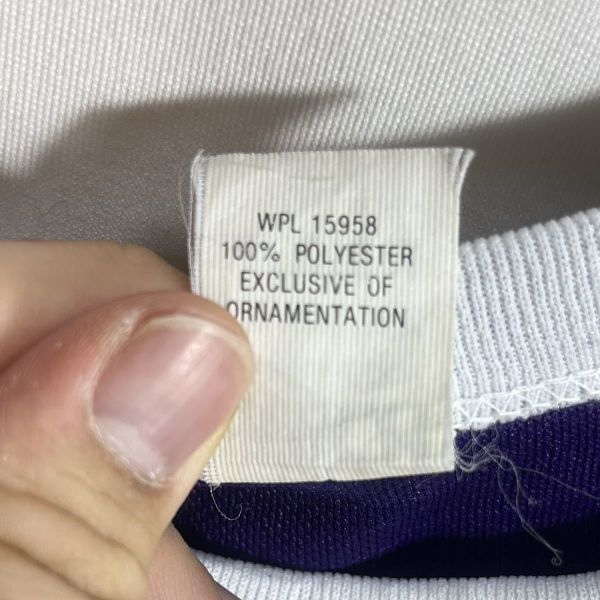 WPL 15958
100% POLYESTER
EXCLUSIVE OF
ORNAMENTATION